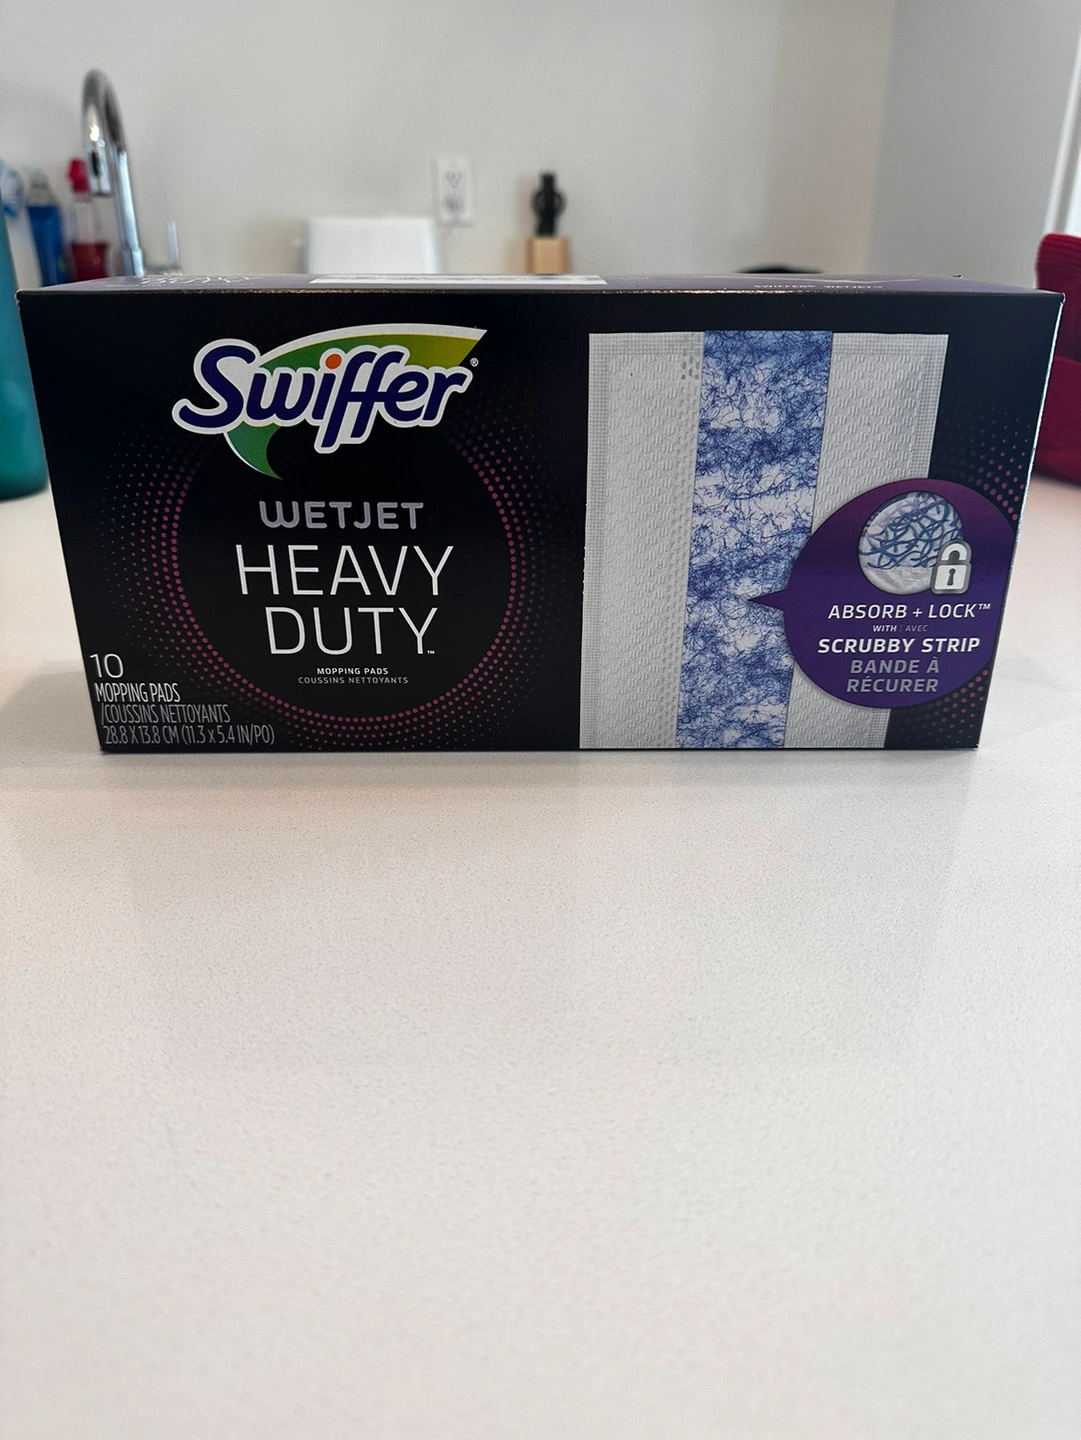 Swiffer®
WETJET
HEAVY
DUTY™
MOPPING PADS
COUSSINS NETTOYANTS
10
MOPPING PADS
/COUSSINS NETTOYANTS
28.8 X 13.8 CM (11.3 x 5.4 IN/PO)
ABSORB + LOCK™
WITH | AVEC
SCRUBBY STRIP
BANDE À
RÉCURER